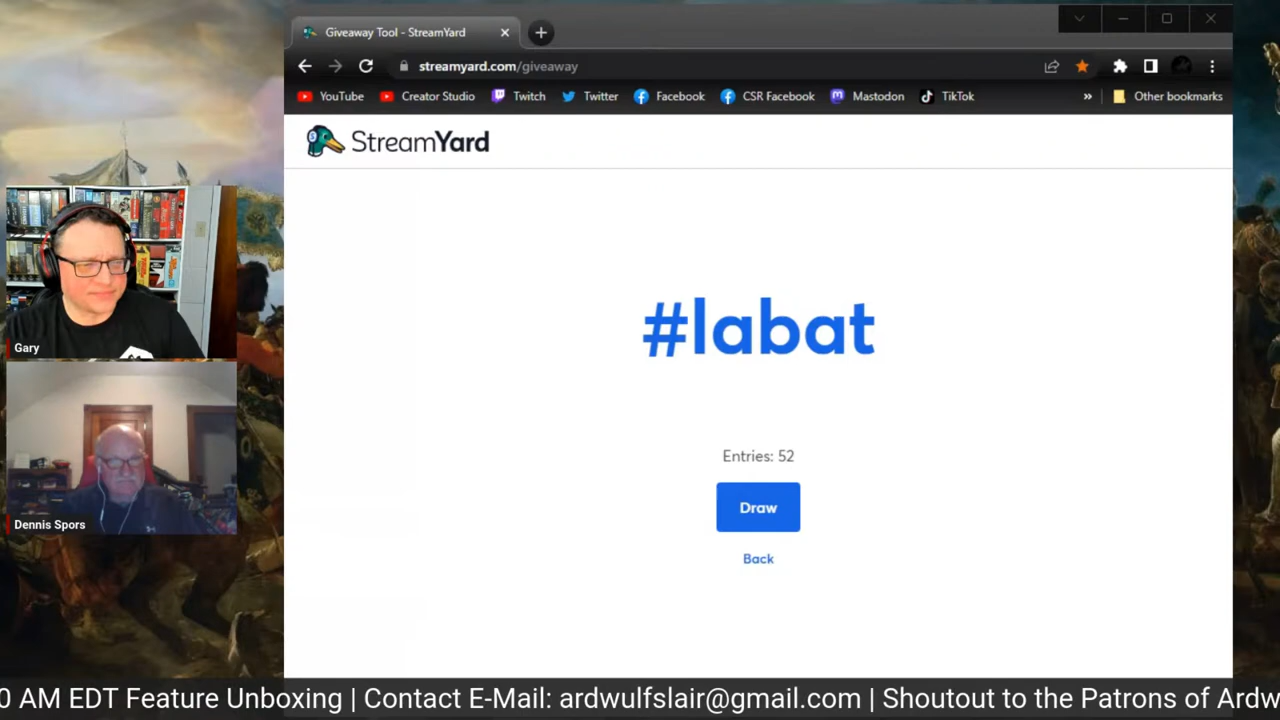 Giveaway Tool - StreamYard
streamyard.com/giveaway
YouTube Creator Studio Twitch Twitter Facebook CSR Facebook Mastodon TikTok » Other bookmarks
StreamYard
#labat
Entries: 52
Draw
Back
Gary
Dennis Spors
0 AM EDT Feature Unboxing | Contact E-Mail: ardwulfslair@gmail.com | Shoutout to the Patrons of Ardw